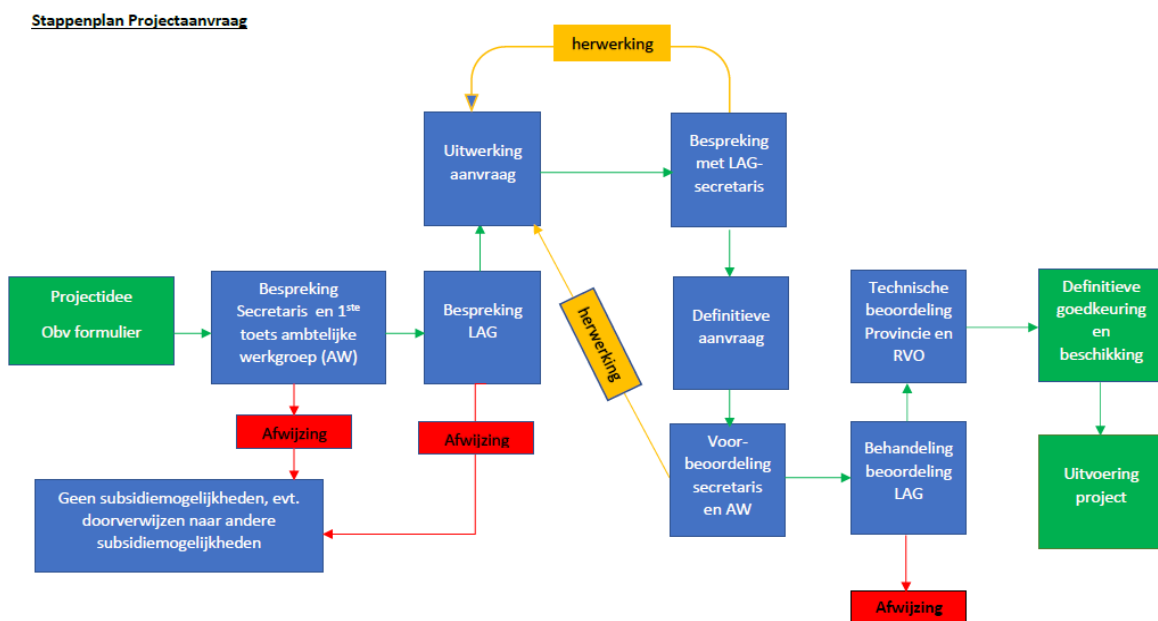 Stappenplan Projectaanvraag
herwerking
Uitwerking
aanvraag
Bespreking
met LAG-
secretaris
Projectidee
Obv formulier
Bespreking
Secretaris en 1ste
toets ambtelijke
werkgroep (AW)
Bespreking
LAG
herwerking
Definitieve
aanvraag
Technische
beoordeling
Provincie en
RVO
Definitieve
goedkeuring
en
beschikking
Afwijzing
Afwijzing
Geen subsidiemogelijkheden, evt.
doorverwijzen naar andere
subsidiemogelijkheden
Voor-
beoordeling
secretaris
en AW
Behandeling
beoordeling
LAG
Uitvoering
project
Afwijzing